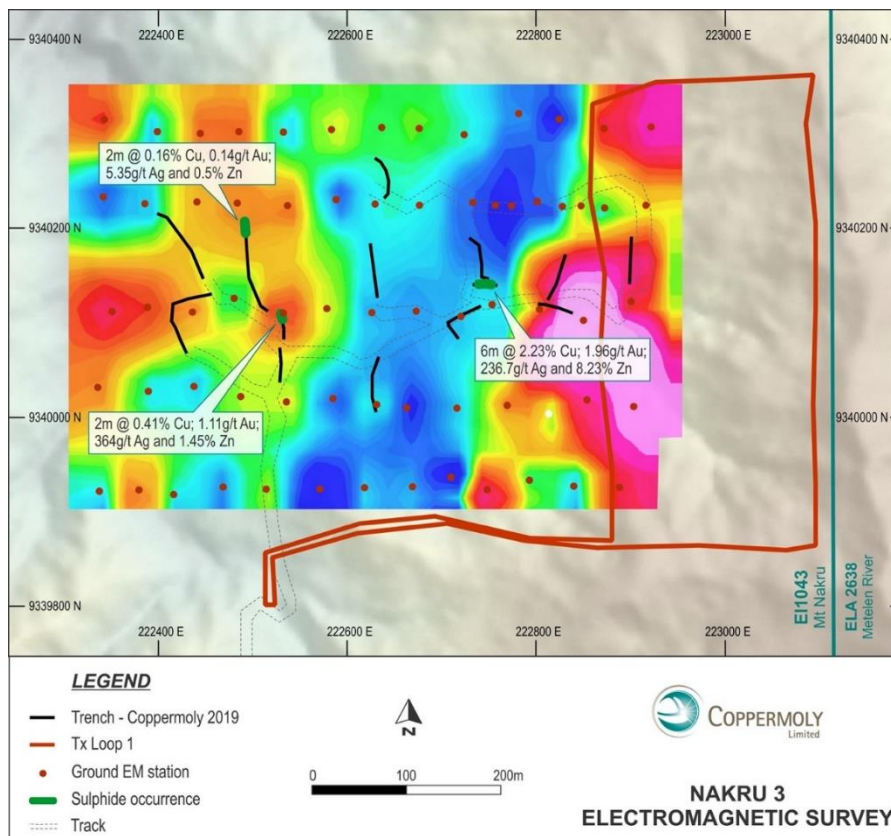 222400 E
222600 E
222800 E
223000 E
9340400 N
9340400 N
2m @ 0.16% Cu, 0.14g/t Au;
5.35g/t Ag and 0.5% Zn
9340200 N
9340200 N
6m @ 2.23% Cu; 1.96g/t Au;
236.7g/t Ag and 8.23% Zn
9340000 N
9340000 N
2m @ 0.41% Cu; 1.11g/t Au;
364g/t Ag and 1.45% Zn
9339800 N
EI1043
Mt Nakru
ELA 2638
Metelen River
222400 E
222600 E
222800 E
223000 E
LEGEND
Trench - Coppermoly 2019
Tx Loop 1
Ground EM station
Sulphide occurrence
Track
N
0
100
200m
COPPERMOLY
Limited
NAKRU 3
ELECTROMAGNETIC SURVEY